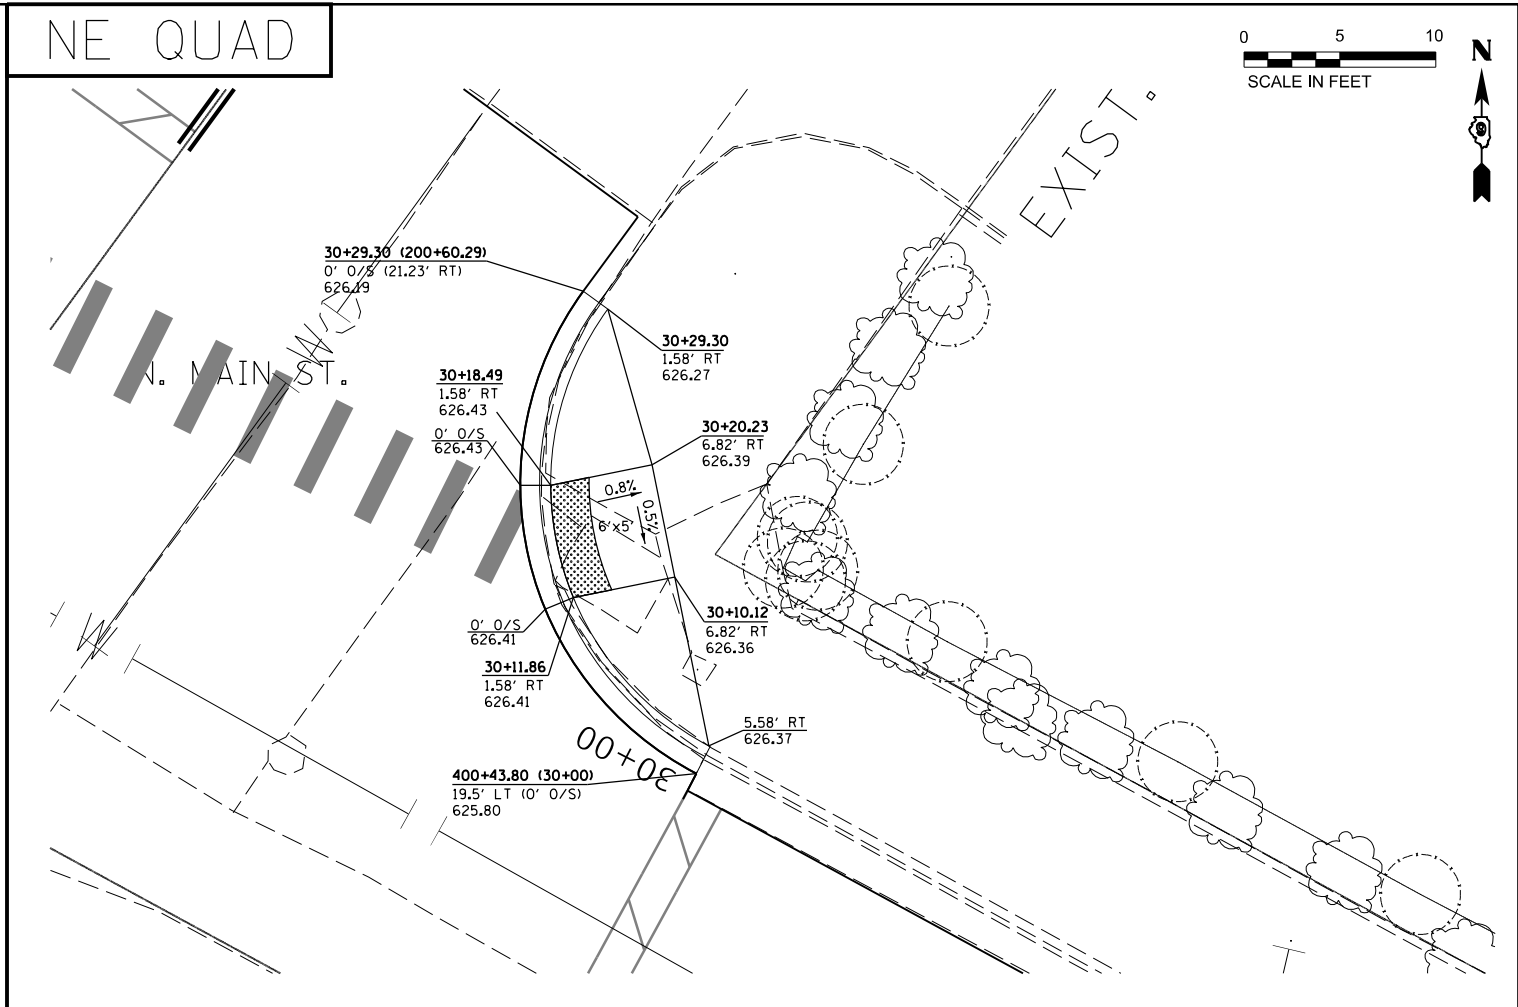 NE QUAD
0 5 10
SCALE IN FEET
N
EXIST.
30+29.30 (200+60.29)
0' O/S (21.23' RT)
626.19
30+29.30
1.58' RT
626.27
N. MAIN ST.
W
30+18.49
1.58' RT
626.43
0' O/S
626.43
30+20.23
6.82' RT
626.39
0.8%
0.5%
6'x5'
30+10.12
6.82' RT
626.36
0' O/S
626.41
W
30+11.86
1.58' RT
626.41
5.58' RT
626.37
30+00
400+43.80 (30+00)
19.5' LT (0' O/S)
625.80